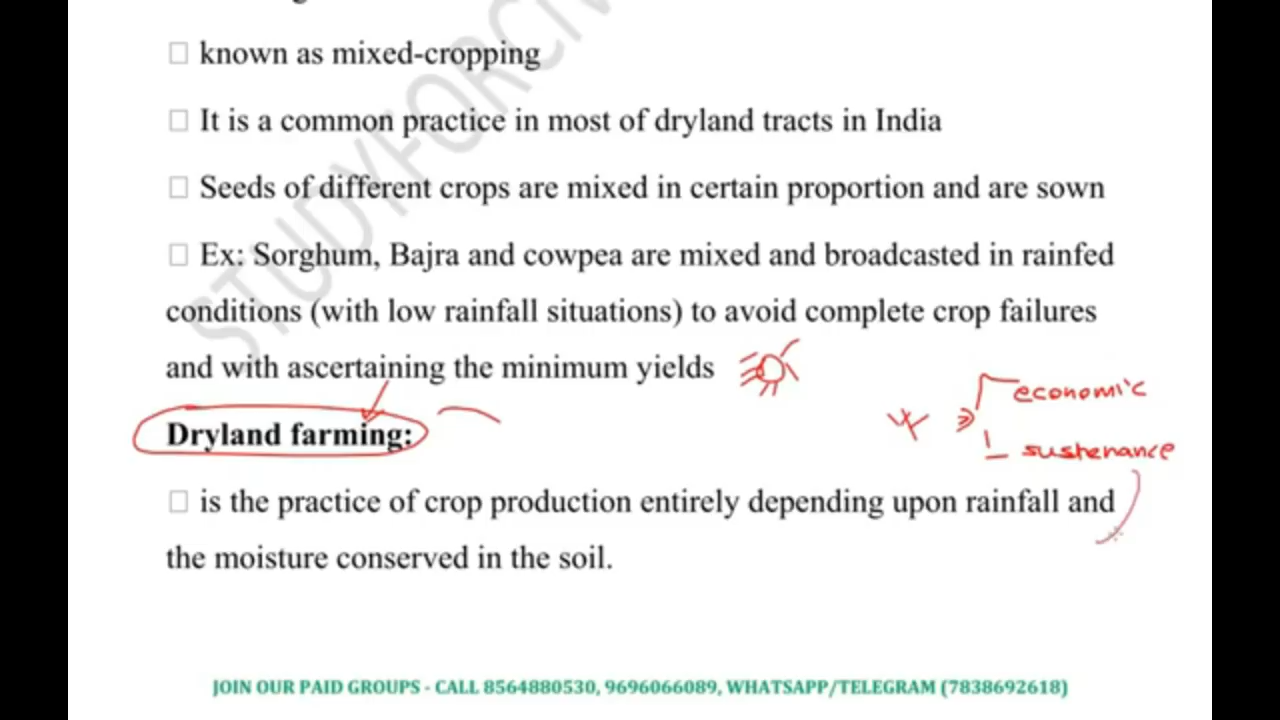 ☐ known as mixed-cropping
☐ It is a common practice in most of dryland tracts in India
☐ Seeds of different crops are mixed in certain proportion and are sown
☐ Ex: Sorghum, Bajra and cowpea are mixed and broadcasted in rainfed
conditions (with low rainfall situations) to avoid complete crop failures
and with ascertaining the minimum yields
economic
Dryland farming:
sustenance
☐ is the practice of crop production entirely depending upon rainfall and
the moisture conserved in the soil.
JOIN OUR PAID GROUPS - CALL 8564880530, 9696066089, WHATSAPP/TELEGRAM (7838692618)
STUDYFORCIV